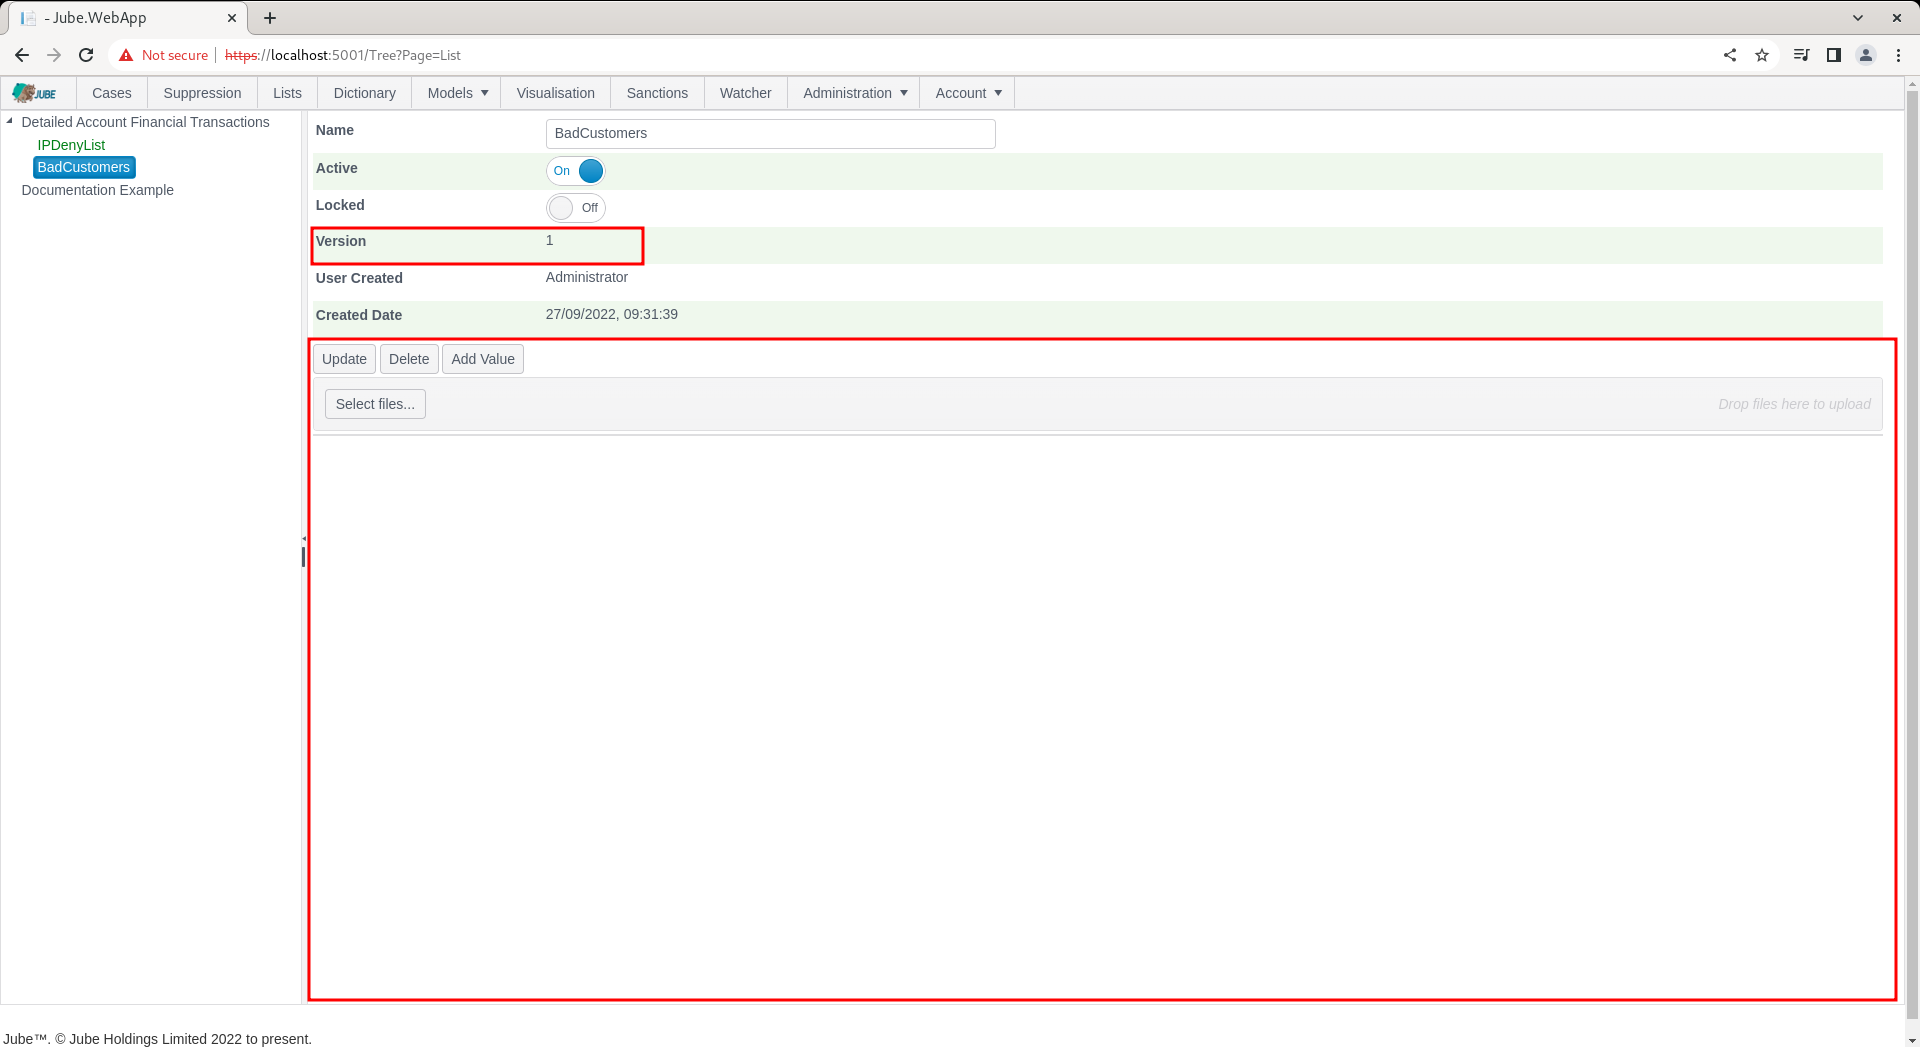 - Jube.WebApp
Not secure https://localhost:5001/Tree?Page=List
JUBE Cases Suppression Lists Dictionary Models Visualisation Sanctions Watcher Administration Account
Detailed Account Financial Transactions
IPDenyList
BadCustomers
Documentation Example
Name BadCustomers
Active On
Locked Off
Version 1
User Created Administrator
Created Date 27/09/2022, 09:31:39
Update Delete Add Value
Select files... Drop files here to upload
Jube™. © Jube Holdings Limited 2022 to present.